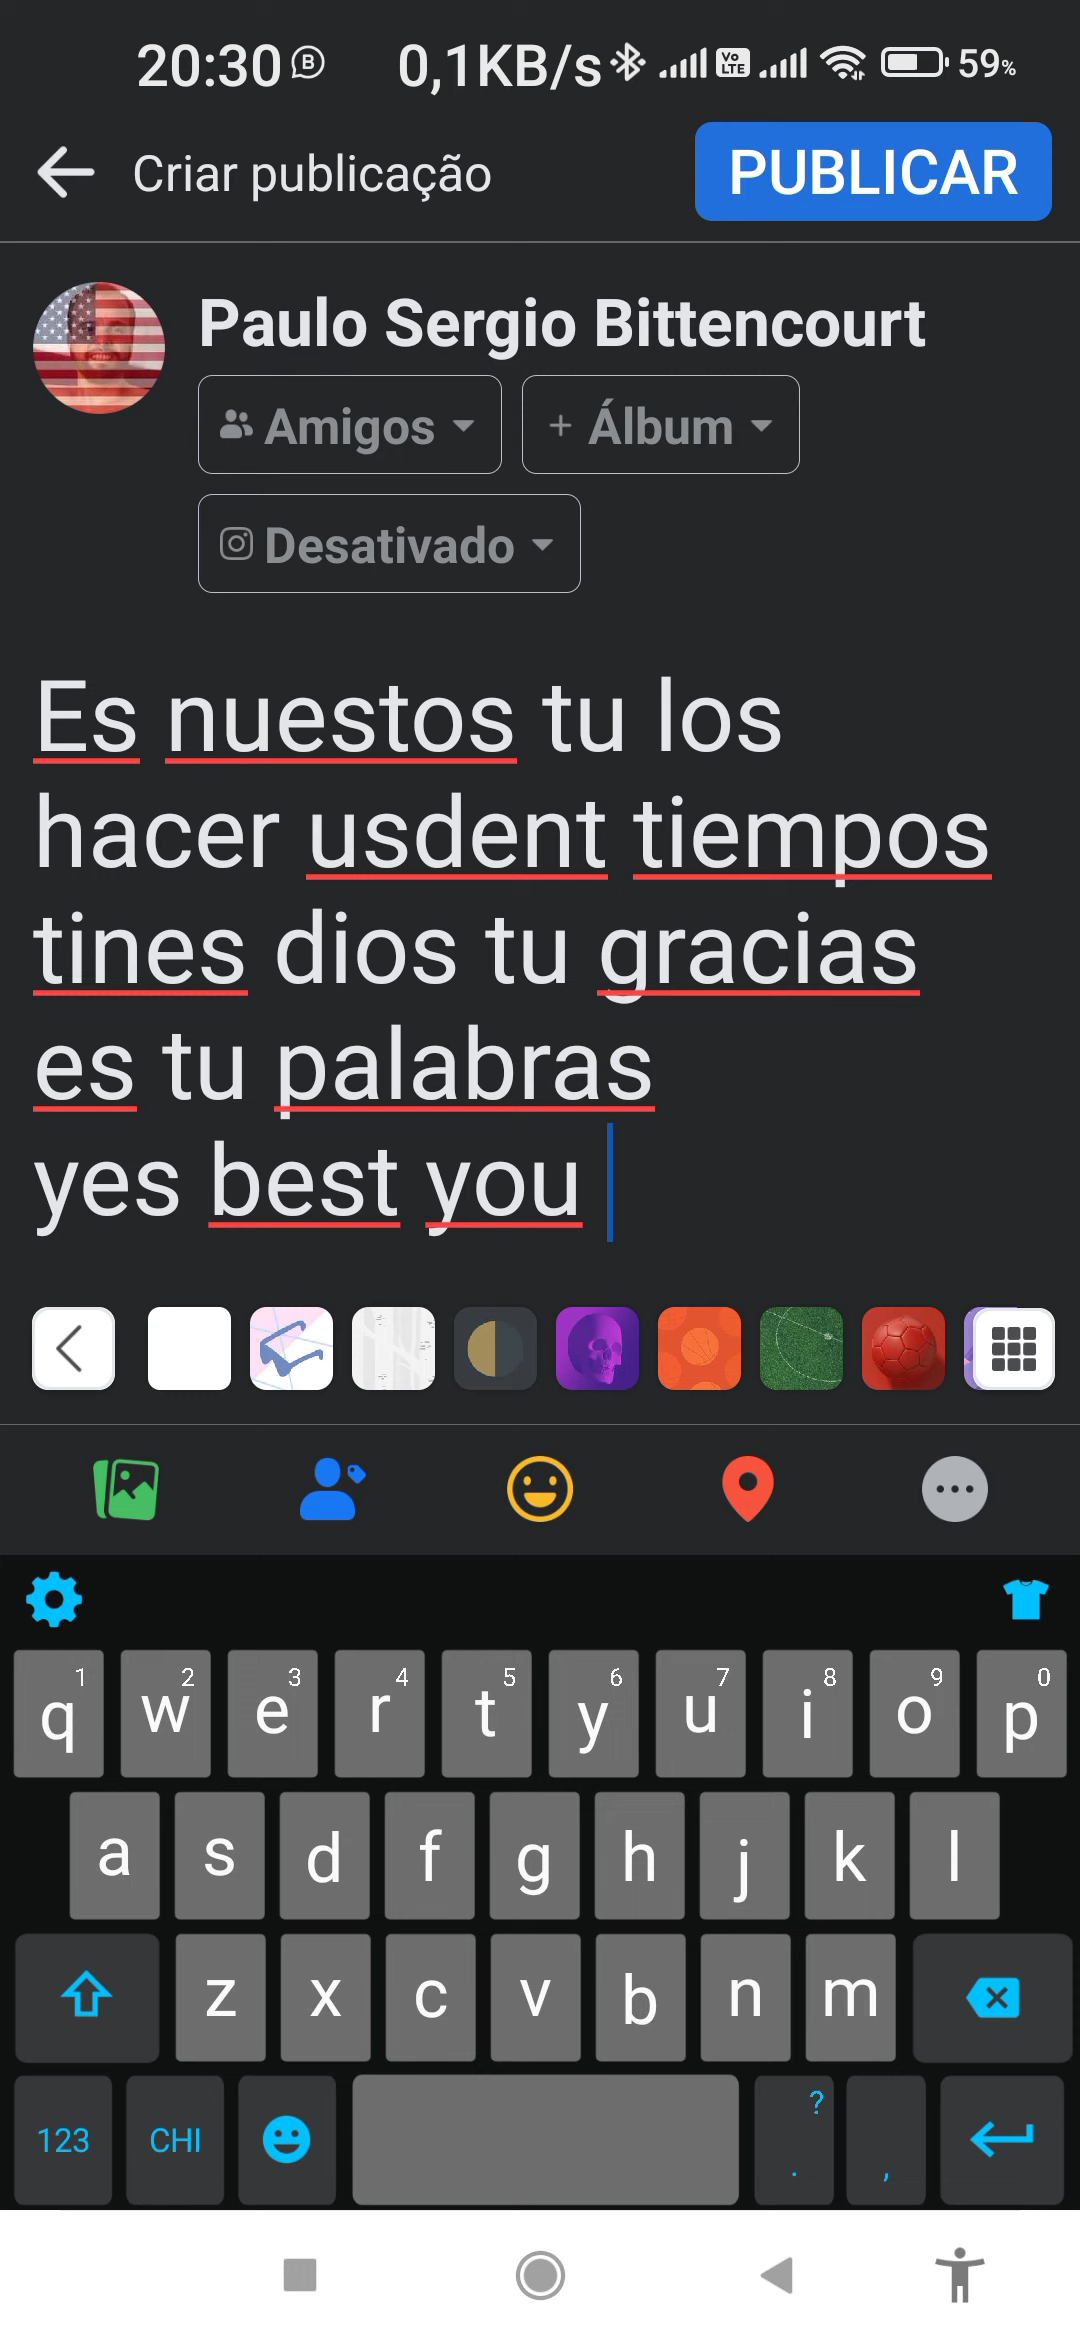 20:30 0,1KB/s Vo LTE 59%
Criar publicação PUBLICAR
Paulo Sergio Bittencourt
Amigos + Álbum
Desativado
Es nuestos tu los
hacer usdent tiempos
tines dios tu gracias
es tu palabras
yes best you
1 2 3 4 5 6 7 8 9 0
q w e r t y u i o p
a s d f g h j k l
z x c v b n m
123 CHI ? . ,